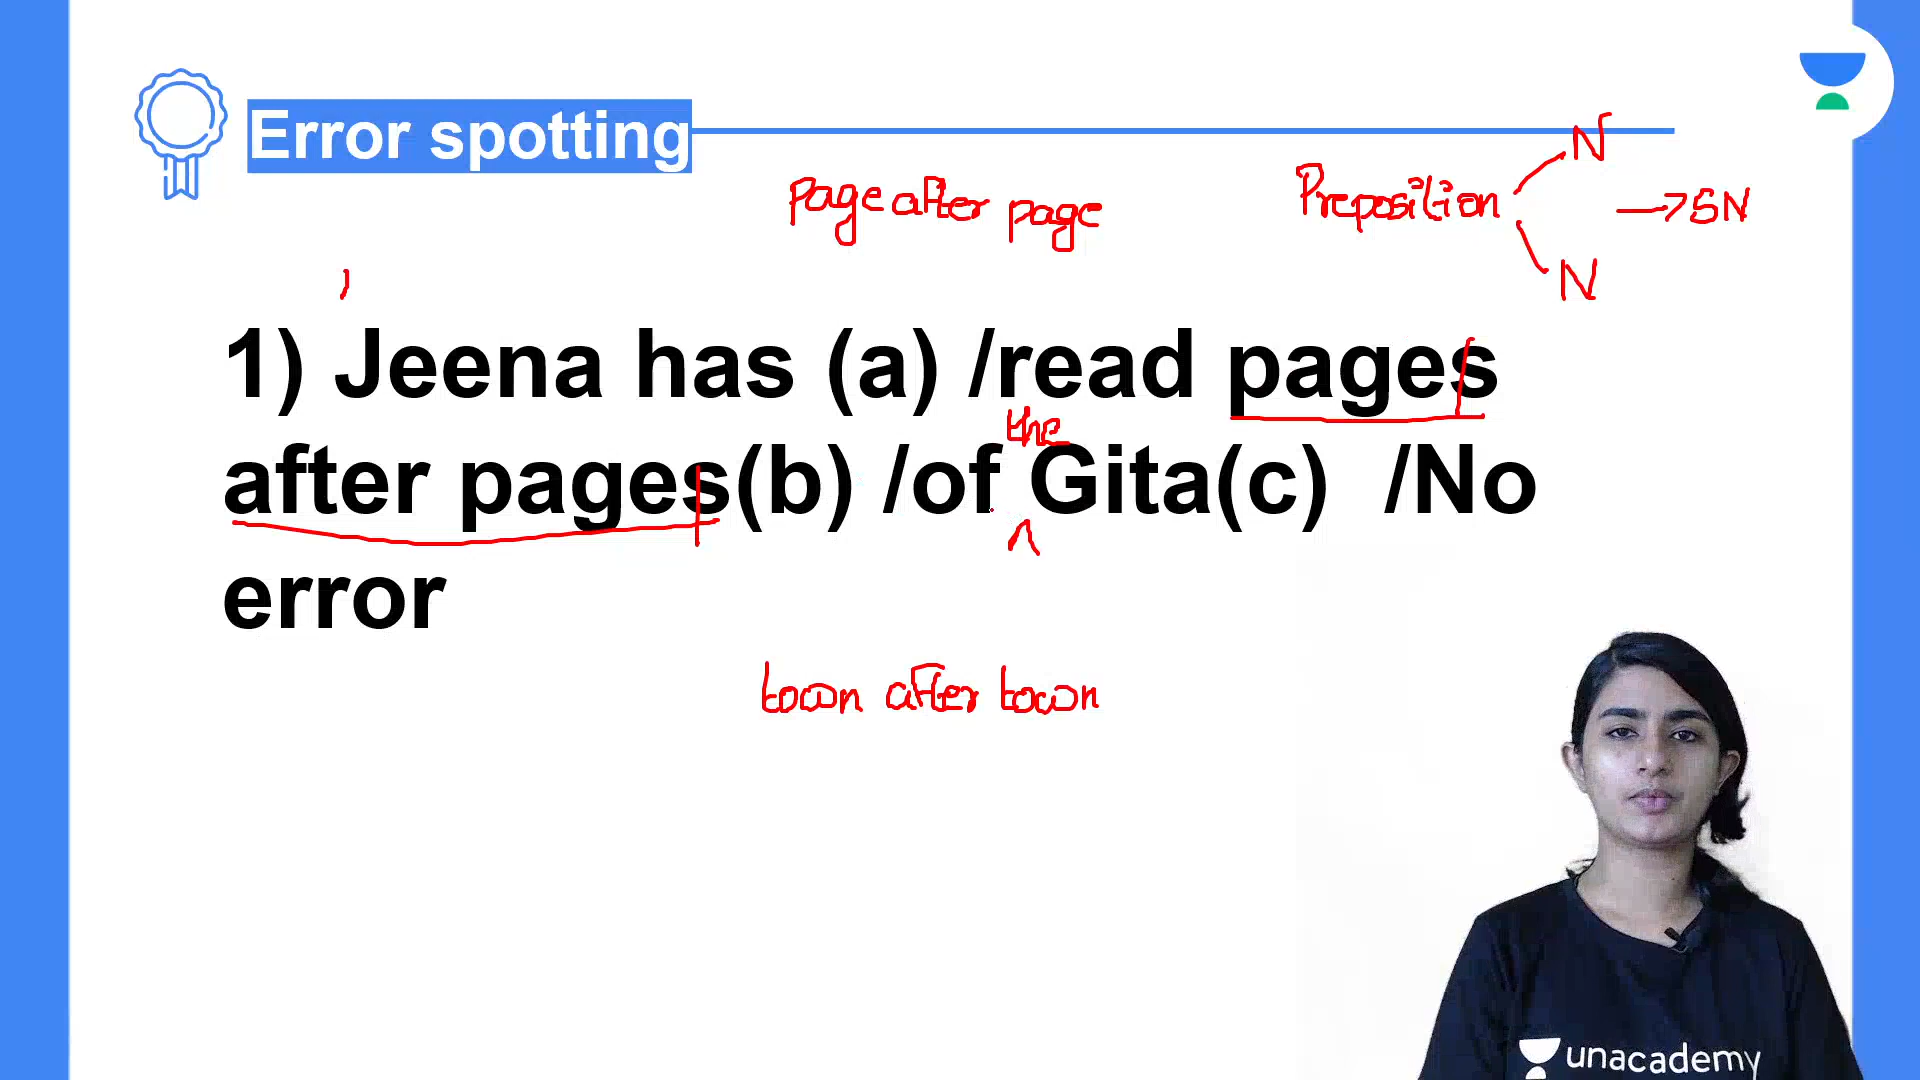 Error spotting
Page after page
Preposition
N
N
→ SN
1) Jeena has (a) /read pages
the
after pages(b) /of Gita(c) /No
error
town after town
unacademy